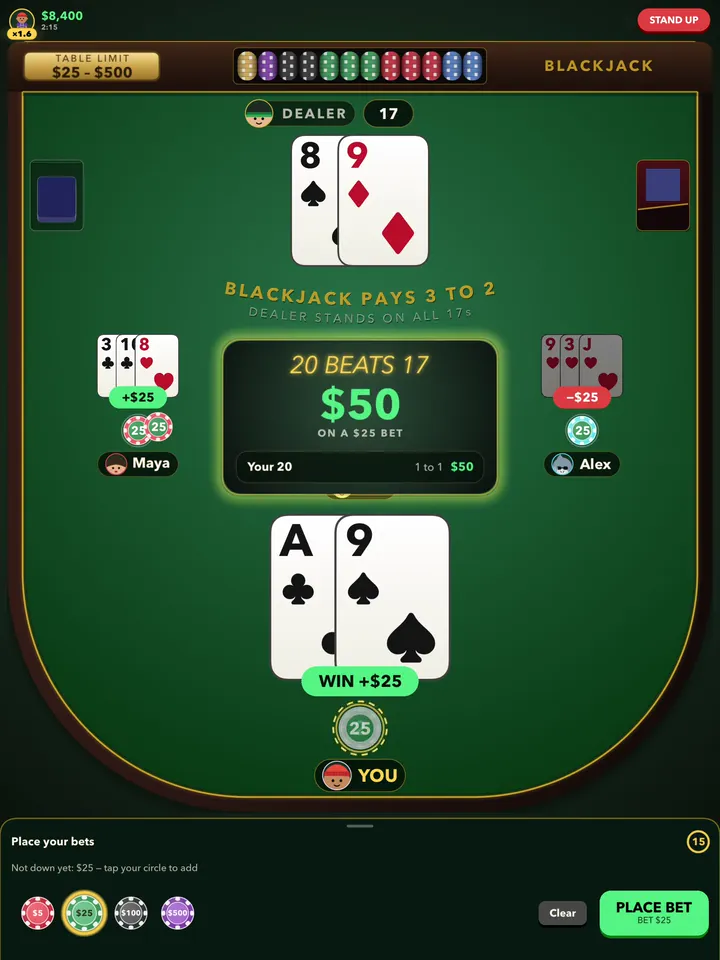 $8,400
2:15
×1.6
STAND UP
TABLE LIMIT
$25 – $500
BLACKJACK
DEALER
17
8
9
BLACKJACK PAYS 3 TO 2
DEALER STANDS ON ALL 17s
3
8
+$25
25
25
Maya
20 BEATS 17
$50
ON A $25 BET
Your 20
1 to 1 $50
9
3
J
−$25
25
Alex
A
9
WIN +$25
25
YOU
Place your bets
15
Not down yet: $25 – tap your circle to add
$5
$25
$100
$500
Clear
PLACE BET
BET $25